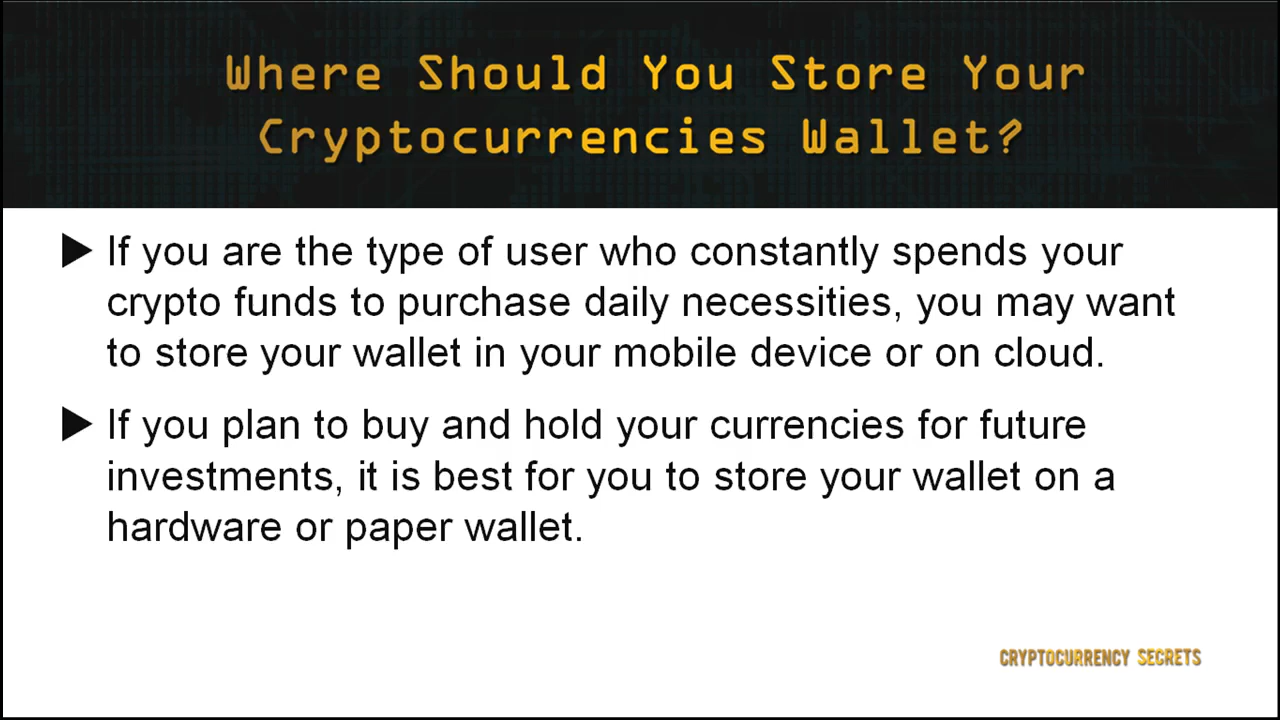 Where Should You Store Your
Cryptocurrencies Wallet?
If you are the type of user who constantly spends your
crypto funds to purchase daily necessities, you may want
to store your wallet in your mobile device or on cloud.
If you plan to buy and hold your currencies for future
investments, it is best for you to store your wallet on a
hardware or paper wallet.
CRYPTOCURRENCY SECRETS